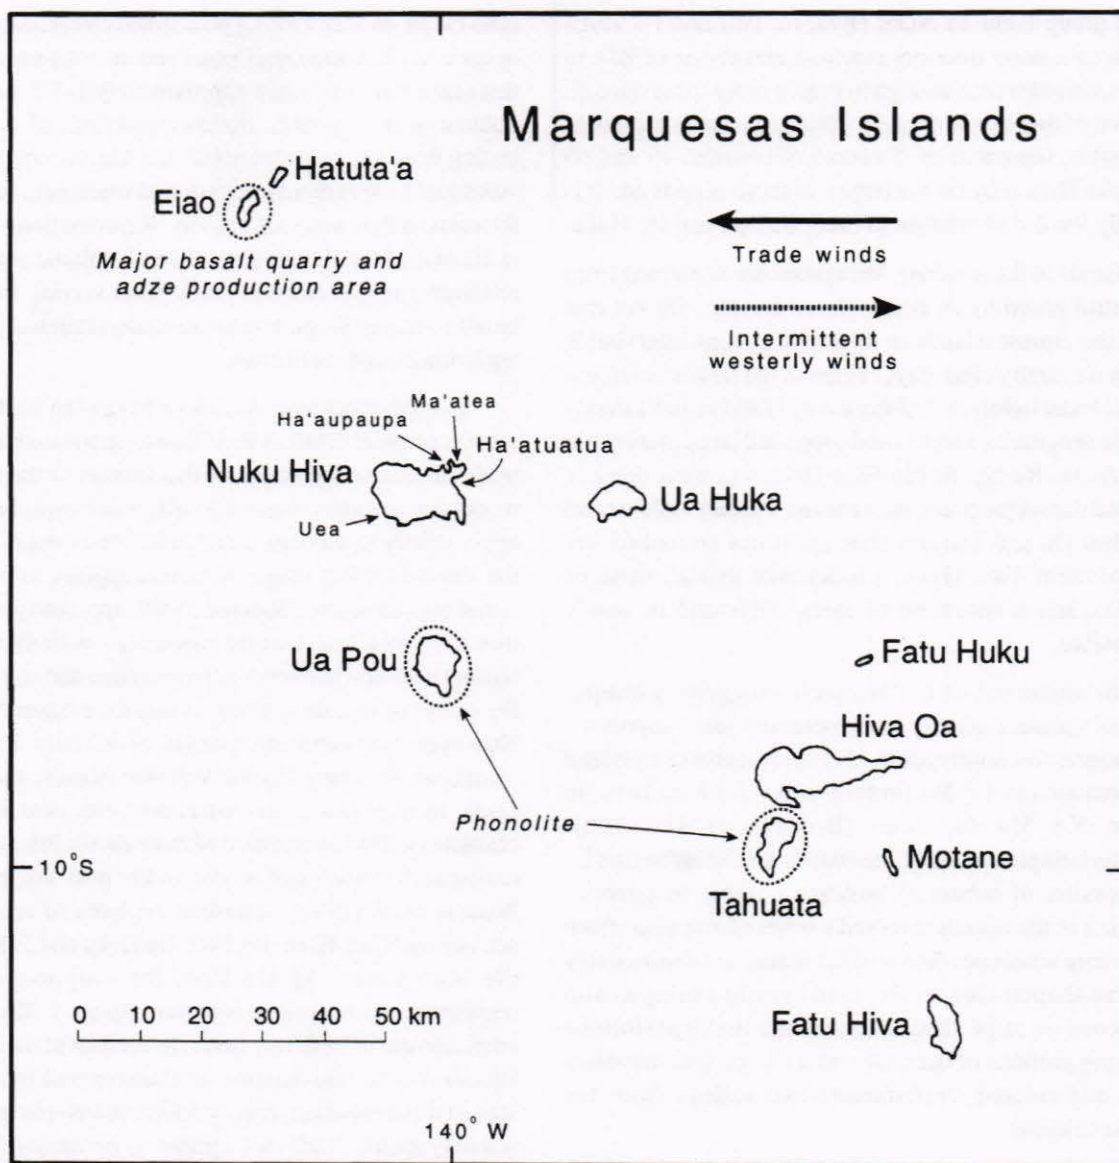 Marquesas Islands
Hatuta'a
Eiao
Major basalt quarry and
adze production area
Trade winds
Intermittent
westerly winds
Ma'atea
Ha'aupaupa
Ha'atuatua
Nuku Hiva
Ua Huka
Uea
Ua Pou
Fatu Huku
Hiva Oa
Phonolite
10°S
Motane
Tahuata
0 10 20 30 40 50 km
Fatu Hiva
140° W